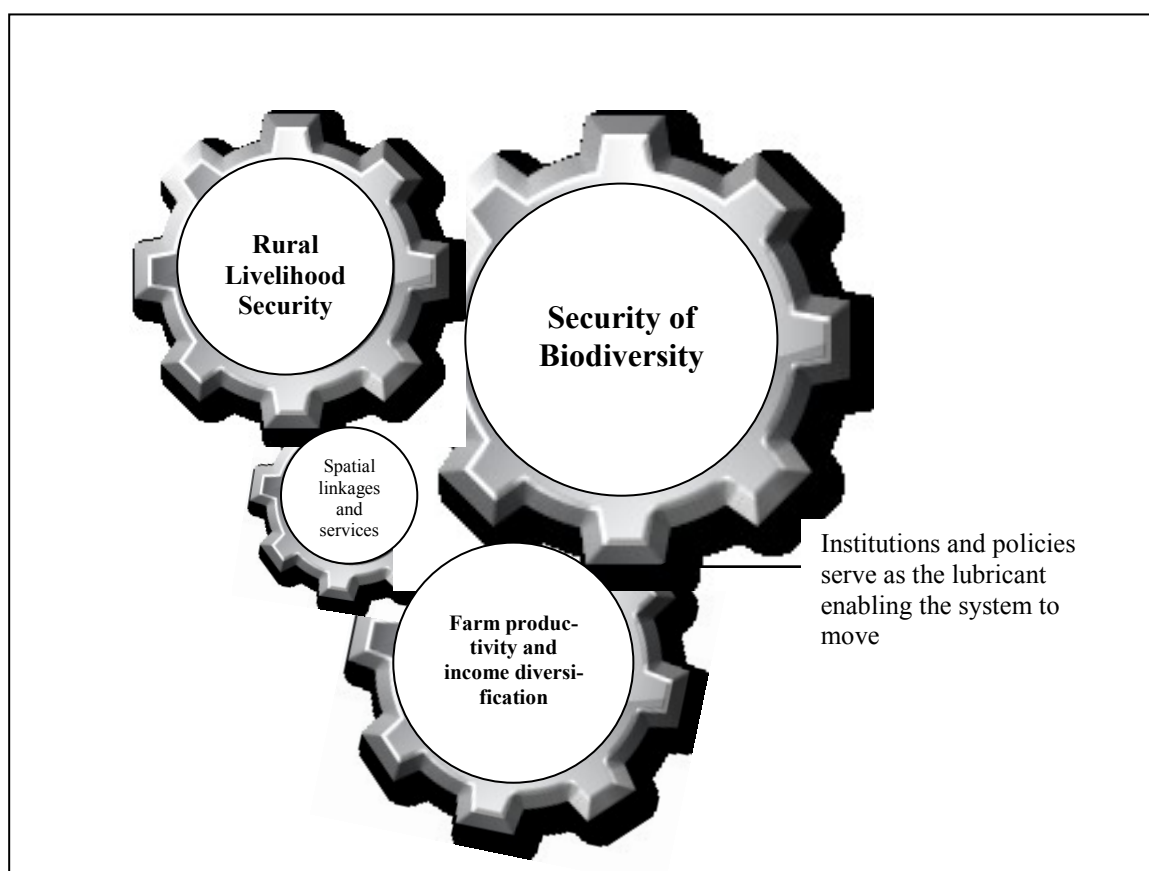 Rural
Livelihood
Security
Security of
Biodiversity
Spatial
linkages
and
services
Farm produc-
tivity and
income diversi-
fication
Institutions and policies
serve as the lubricant
enabling the system to
move